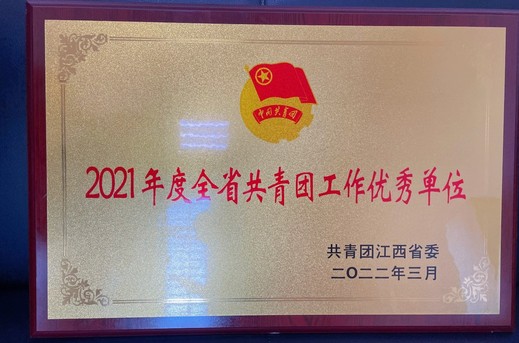 中国共青团
2021年度全省共青团工作优秀单位
共青团江西省委
二〇二二年三月